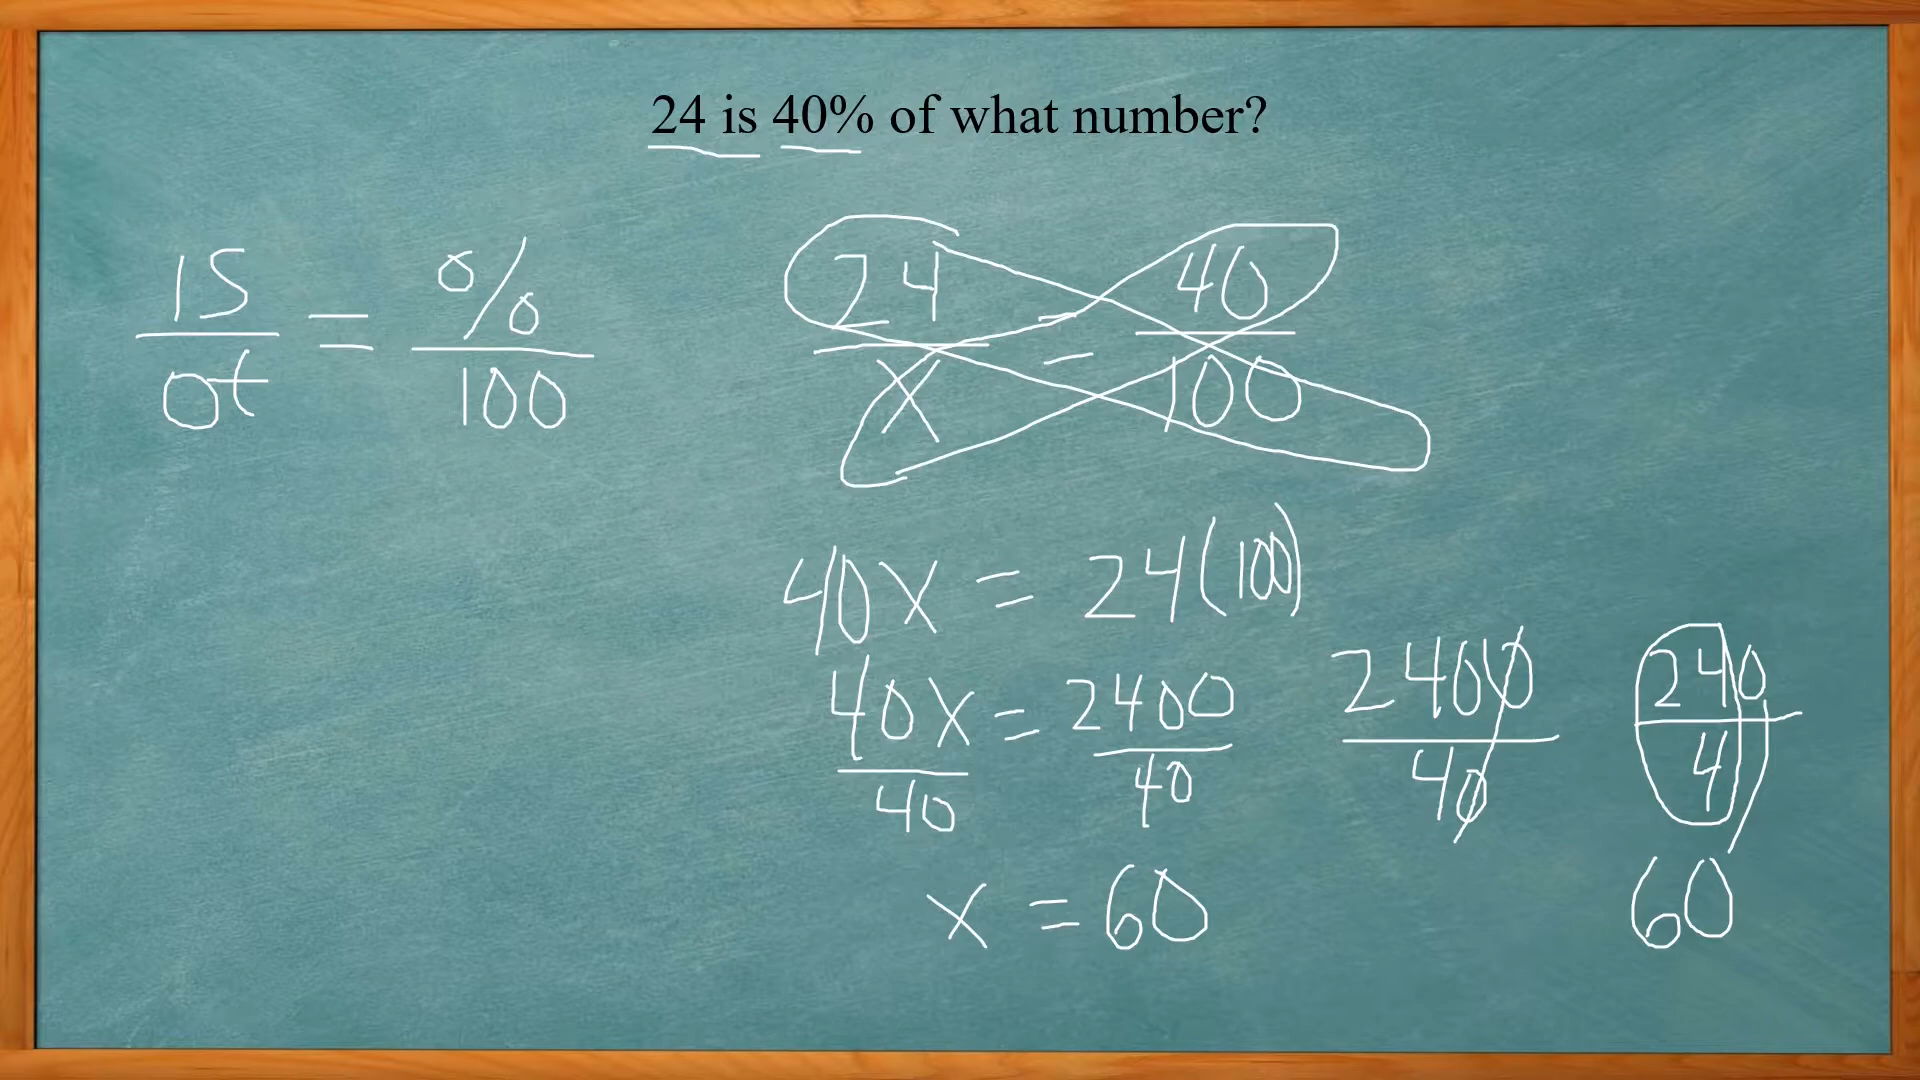 24 is 40% of what number?
is/of = %/100
24/x = 40/100
40x = 24(100)
40x/40 = 2400/40
2400/40
240/4
x = 60
60